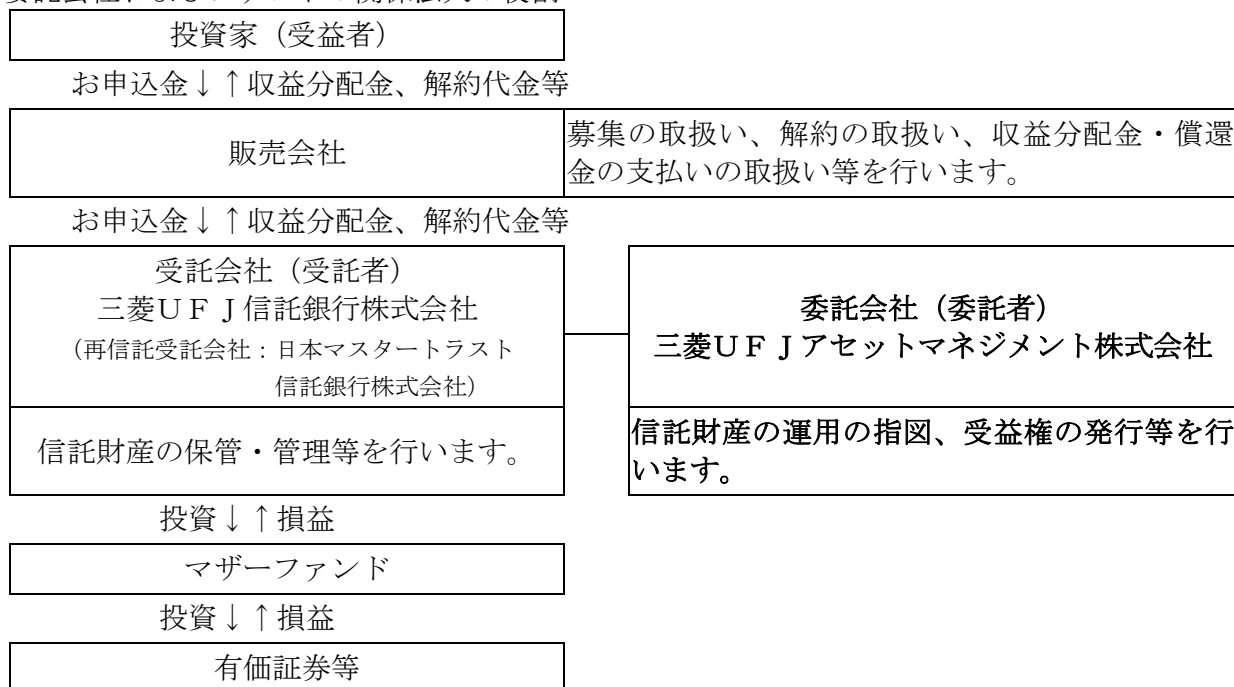 投資家（受益者）
お申込金↓↑収益分配金、解約代金等
販売会社
募集の取扱い、解約の取扱い、収益分配金・償還
金の支払いの取扱い等を行います。
お申込金↓↑収益分配金、解約代金等
受託会社（受託者）
三菱ＵＦＪ信託銀行株式会社
（再信託受託会社：日本マスタートラスト
信託銀行株式会社）
委託会社（委託者）
三菱ＵＦＪアセットマネジメント株式会社
信託財産の保管・管理等を行います。
信託財産の運用の指図、受益権の発行等を行
います。
投資↓↑損益
マザーファンド
投資↓↑損益
有価証券等